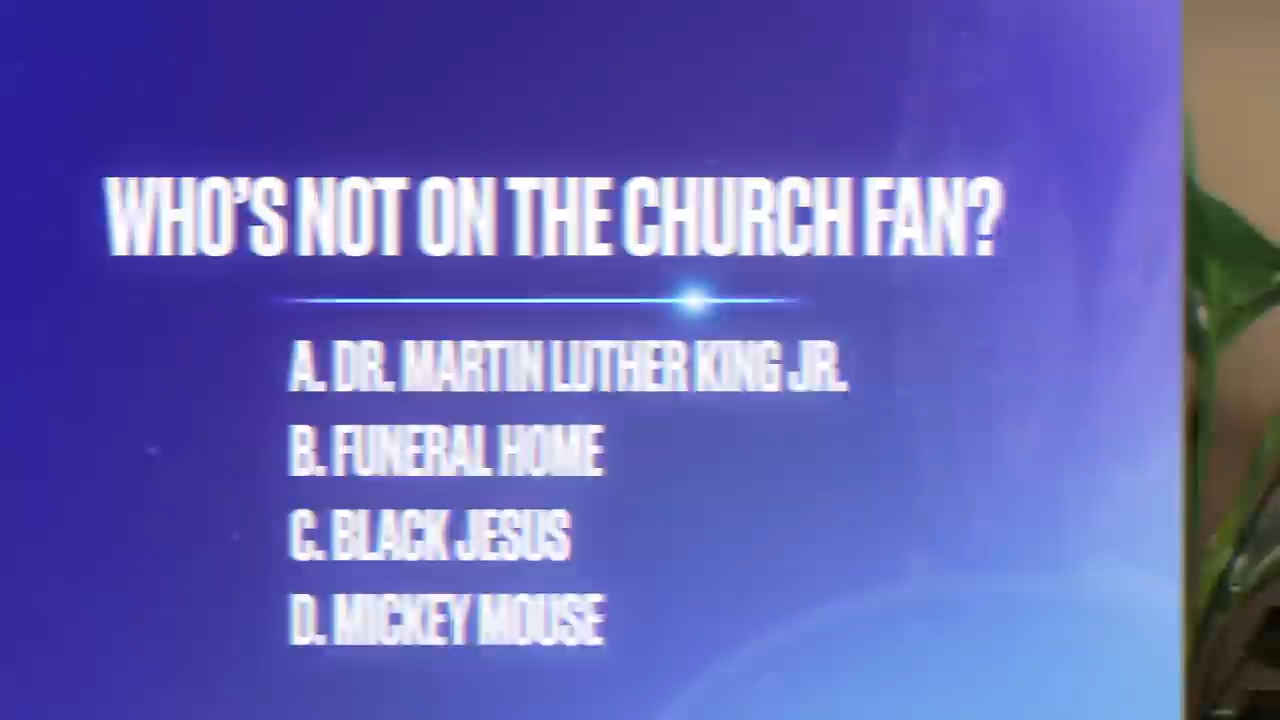 WHO'S NOT ON THE CHURCH FAN?
A. DR. MARTIN LUTHER KING JR.
B. FUNERAL HOME
C. BLACK JESUS
D. MICKEY MOUSE